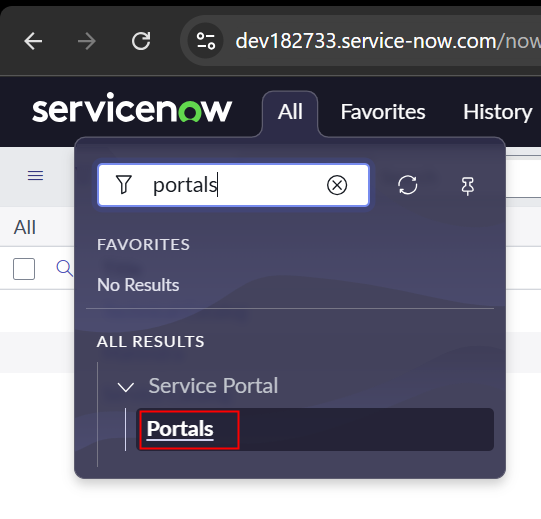 dev182733.service-now.com/now
servicenow All Favorites History
portals
All
FAVORITES
No Results
ALL RESULTS
Service Portal
Portals